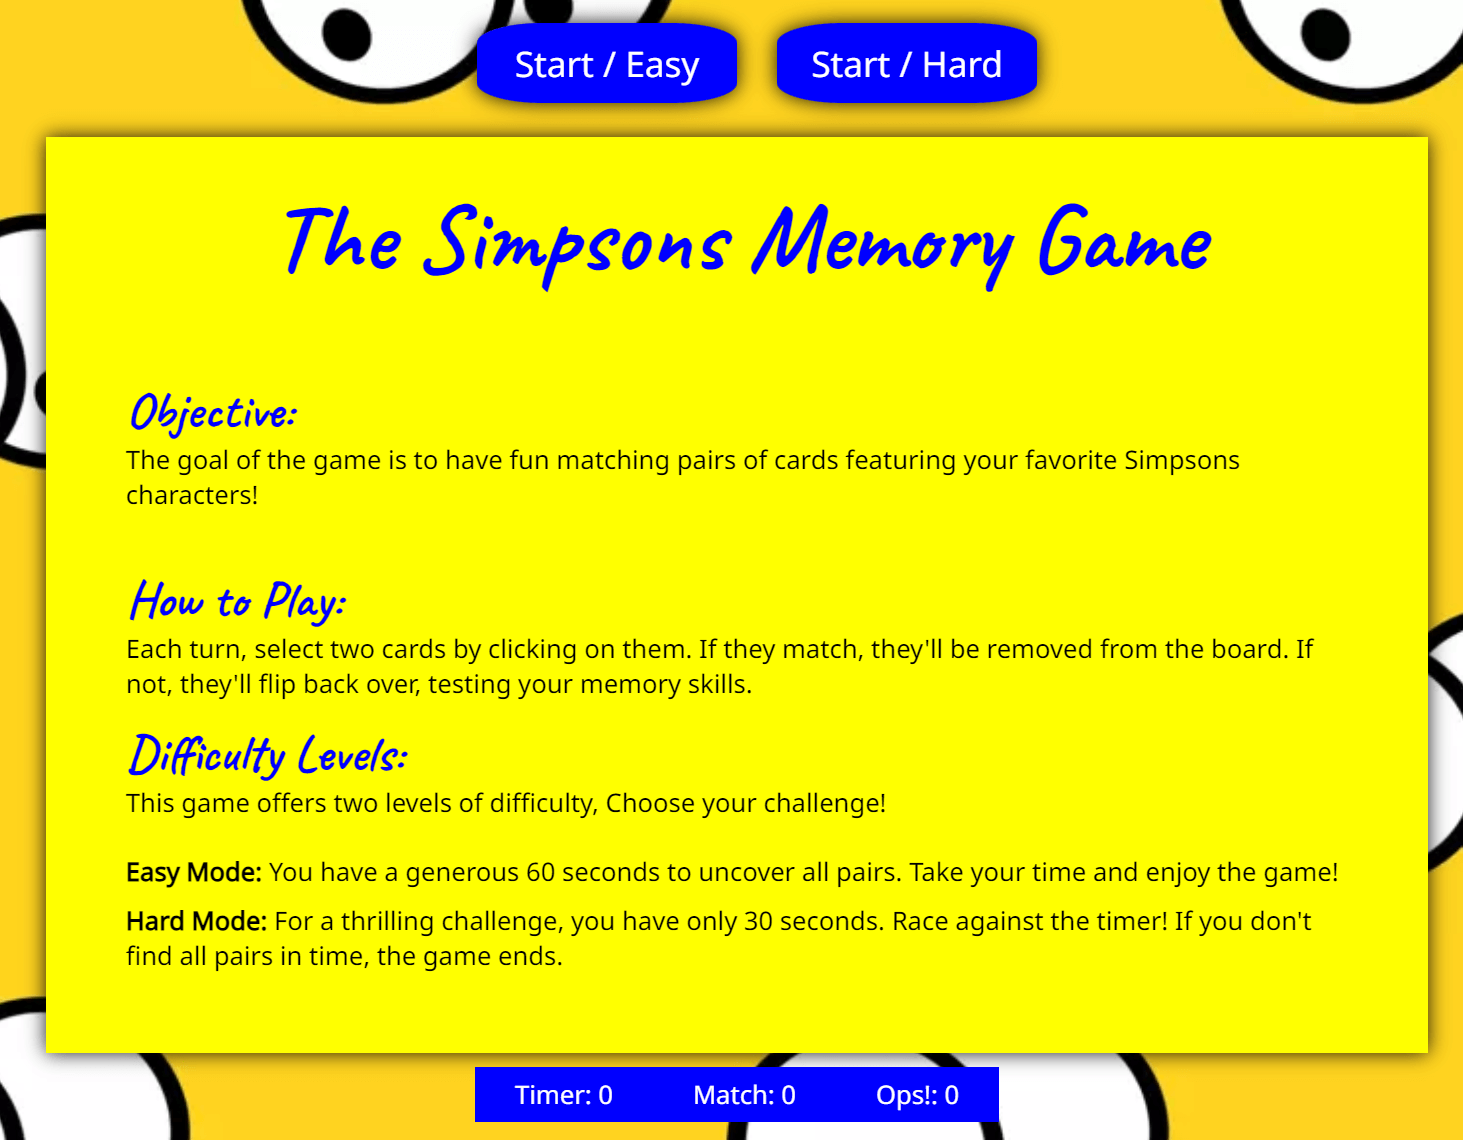 Start / Easy
Start / Hard
The Simpsons Memory Game
Objective:
The goal of the game is to have fun matching pairs of cards featuring your favorite Simpsons
characters!
How to Play:
Each turn, select two cards by clicking on them. If they match, they'll be removed from the board. If
not, they'll flip back over, testing your memory skills.
Difficulty Levels:
This game offers two levels of difficulty, Choose your challenge!
Easy Mode: You have a generous 60 seconds to uncover all pairs. Take your time and enjoy the game!
Hard Mode: For a thrilling challenge, you have only 30 seconds. Race against the timer! If you don't
find all pairs in time, the game ends.
Timer: 0
Match: 0
Ops!: 0